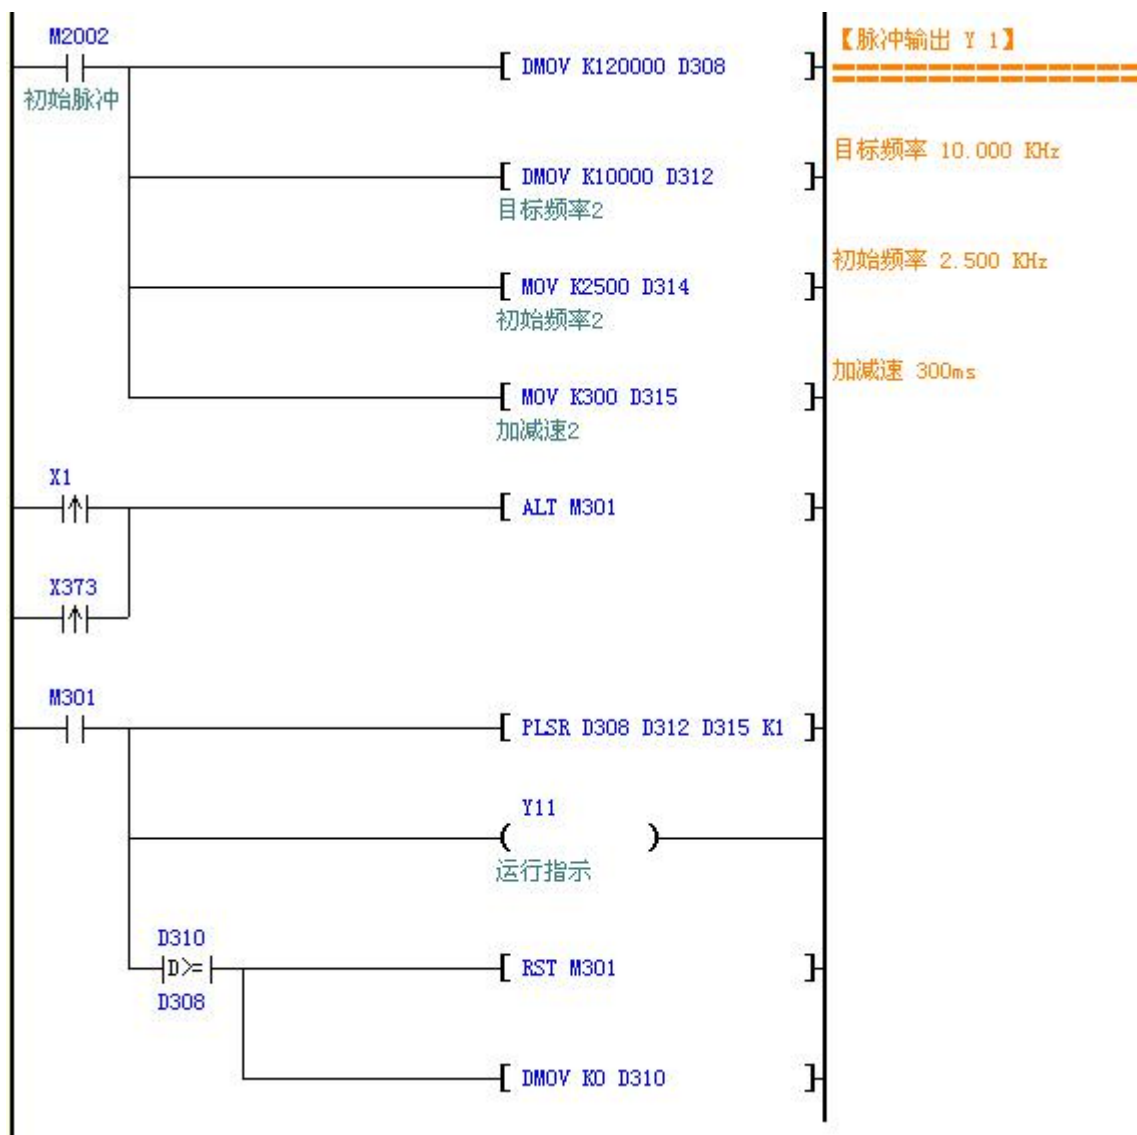 M2002
初始脉冲
[ DMOV K120000 D308 ]
【脉冲输出 Y 1】
目标频率 10.000 KHz
[ DMOV K10000 D312 ]
目标频率2
初始频率 2.500 KHz
[ MOV K2500 D314 ]
初始频率2
加减速 300ms
[ MOV K300 D315 ]
加减速2
X1
[ ALT M301 ]
X373
M301
[ PLSR D308 D312 D315 K1 ]
Y11
运行指示
D310
D>=
D308
[ RST M301 ]
[ DMOV K0 D310 ]